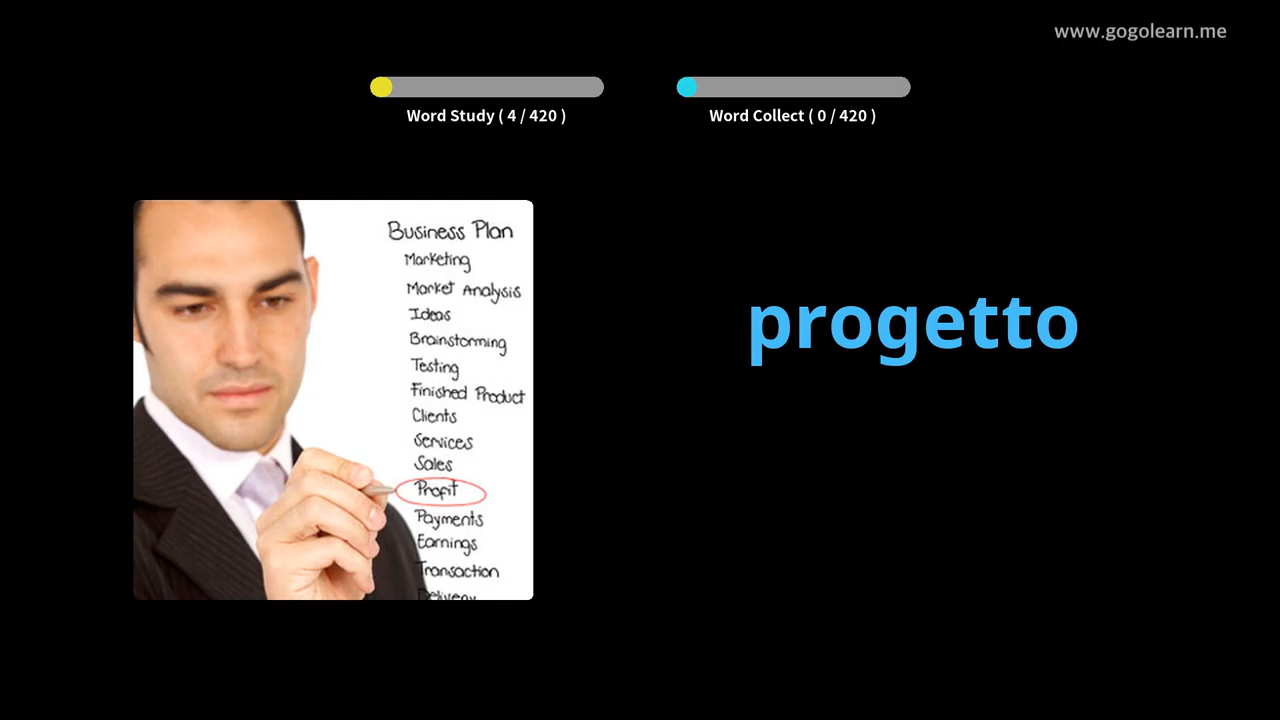 www.gogolearn.me
Word Study ( 4 / 420 )
Word Collect ( 0 / 420 )
Business Plan
Marketing
Market Analysis
Ideas
Brainstorming
Testing
Finished Product
Clients
Services
Sales
Profit
Payments
Earnings
Transaction
Delivery
progetto